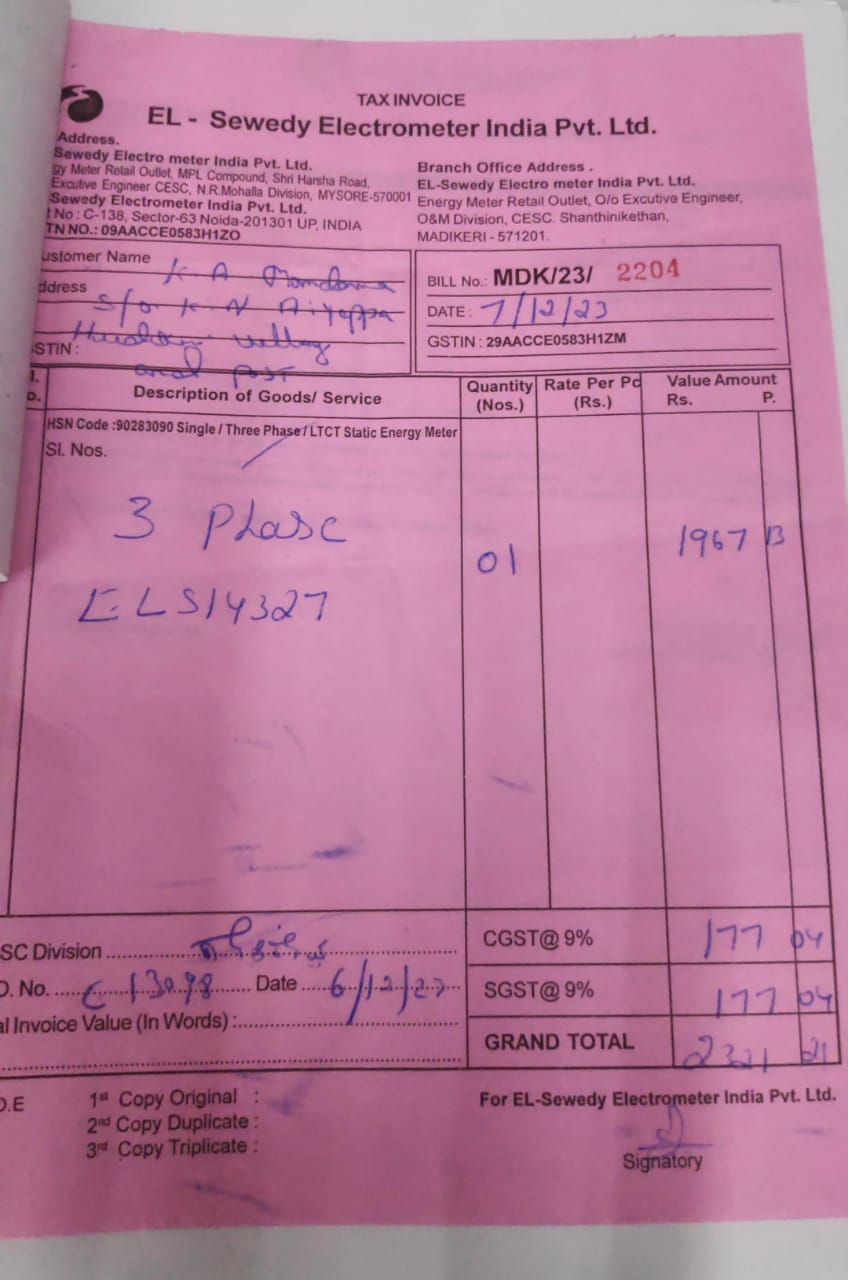 TAX INVOICE
EL - Sewedy Electrometer India Pvt. Ltd.
Address.
Sewedy Electro meter India Pvt. Ltd.
gy Meter Retail Outlet, MPL Compound, Shri Harsha Road,
Excutive Engineer CESC, N.R.Mohalla Division, MYSORE-570001
Sewedy Electrometer India Pvt. Ltd.
t No : C-138, Sector-63 Noida-201301 UP, INDIA
TN NO.: 09AACCE0583H1ZO
Branch Office Address .
EL-Sewedy Electro meter India Pvt. Ltd.
Energy Meter Retail Outlet, O/o Excutive Engineer,
O&M Division, CESC. Shanthinikethan,
MADIKERI - 571201.
ustomer Name K A
ddress S/o K N Aiyappa
village
STIN :
and Post
BILL No.: MDK/23/ 2204
DATE : 7/12/23
GSTIN : 29AACCE0583H1ZM
l. Description of Goods/ Service Quantity (Nos.) Rate Per Pc (Rs.) Value Amount Rs. P.
o.
HSN Code :90283090 Single / Three Phase / LTCT Static Energy Meter
Sl. Nos.
3 Phase 01 1967 13
ELS14327
SC Division
CGST@ 9% 177 04
O. No. Date 6/12/23
SGST@ 9% 177 04
al Invoice Value (In Words) :
GRAND TOTAL 2321 21
O.E 1st Copy Original :
2nd Copy Duplicate :
3rd Copy Triplicate :
For EL-Sewedy Electrometer India Pvt. Ltd.
Signatory